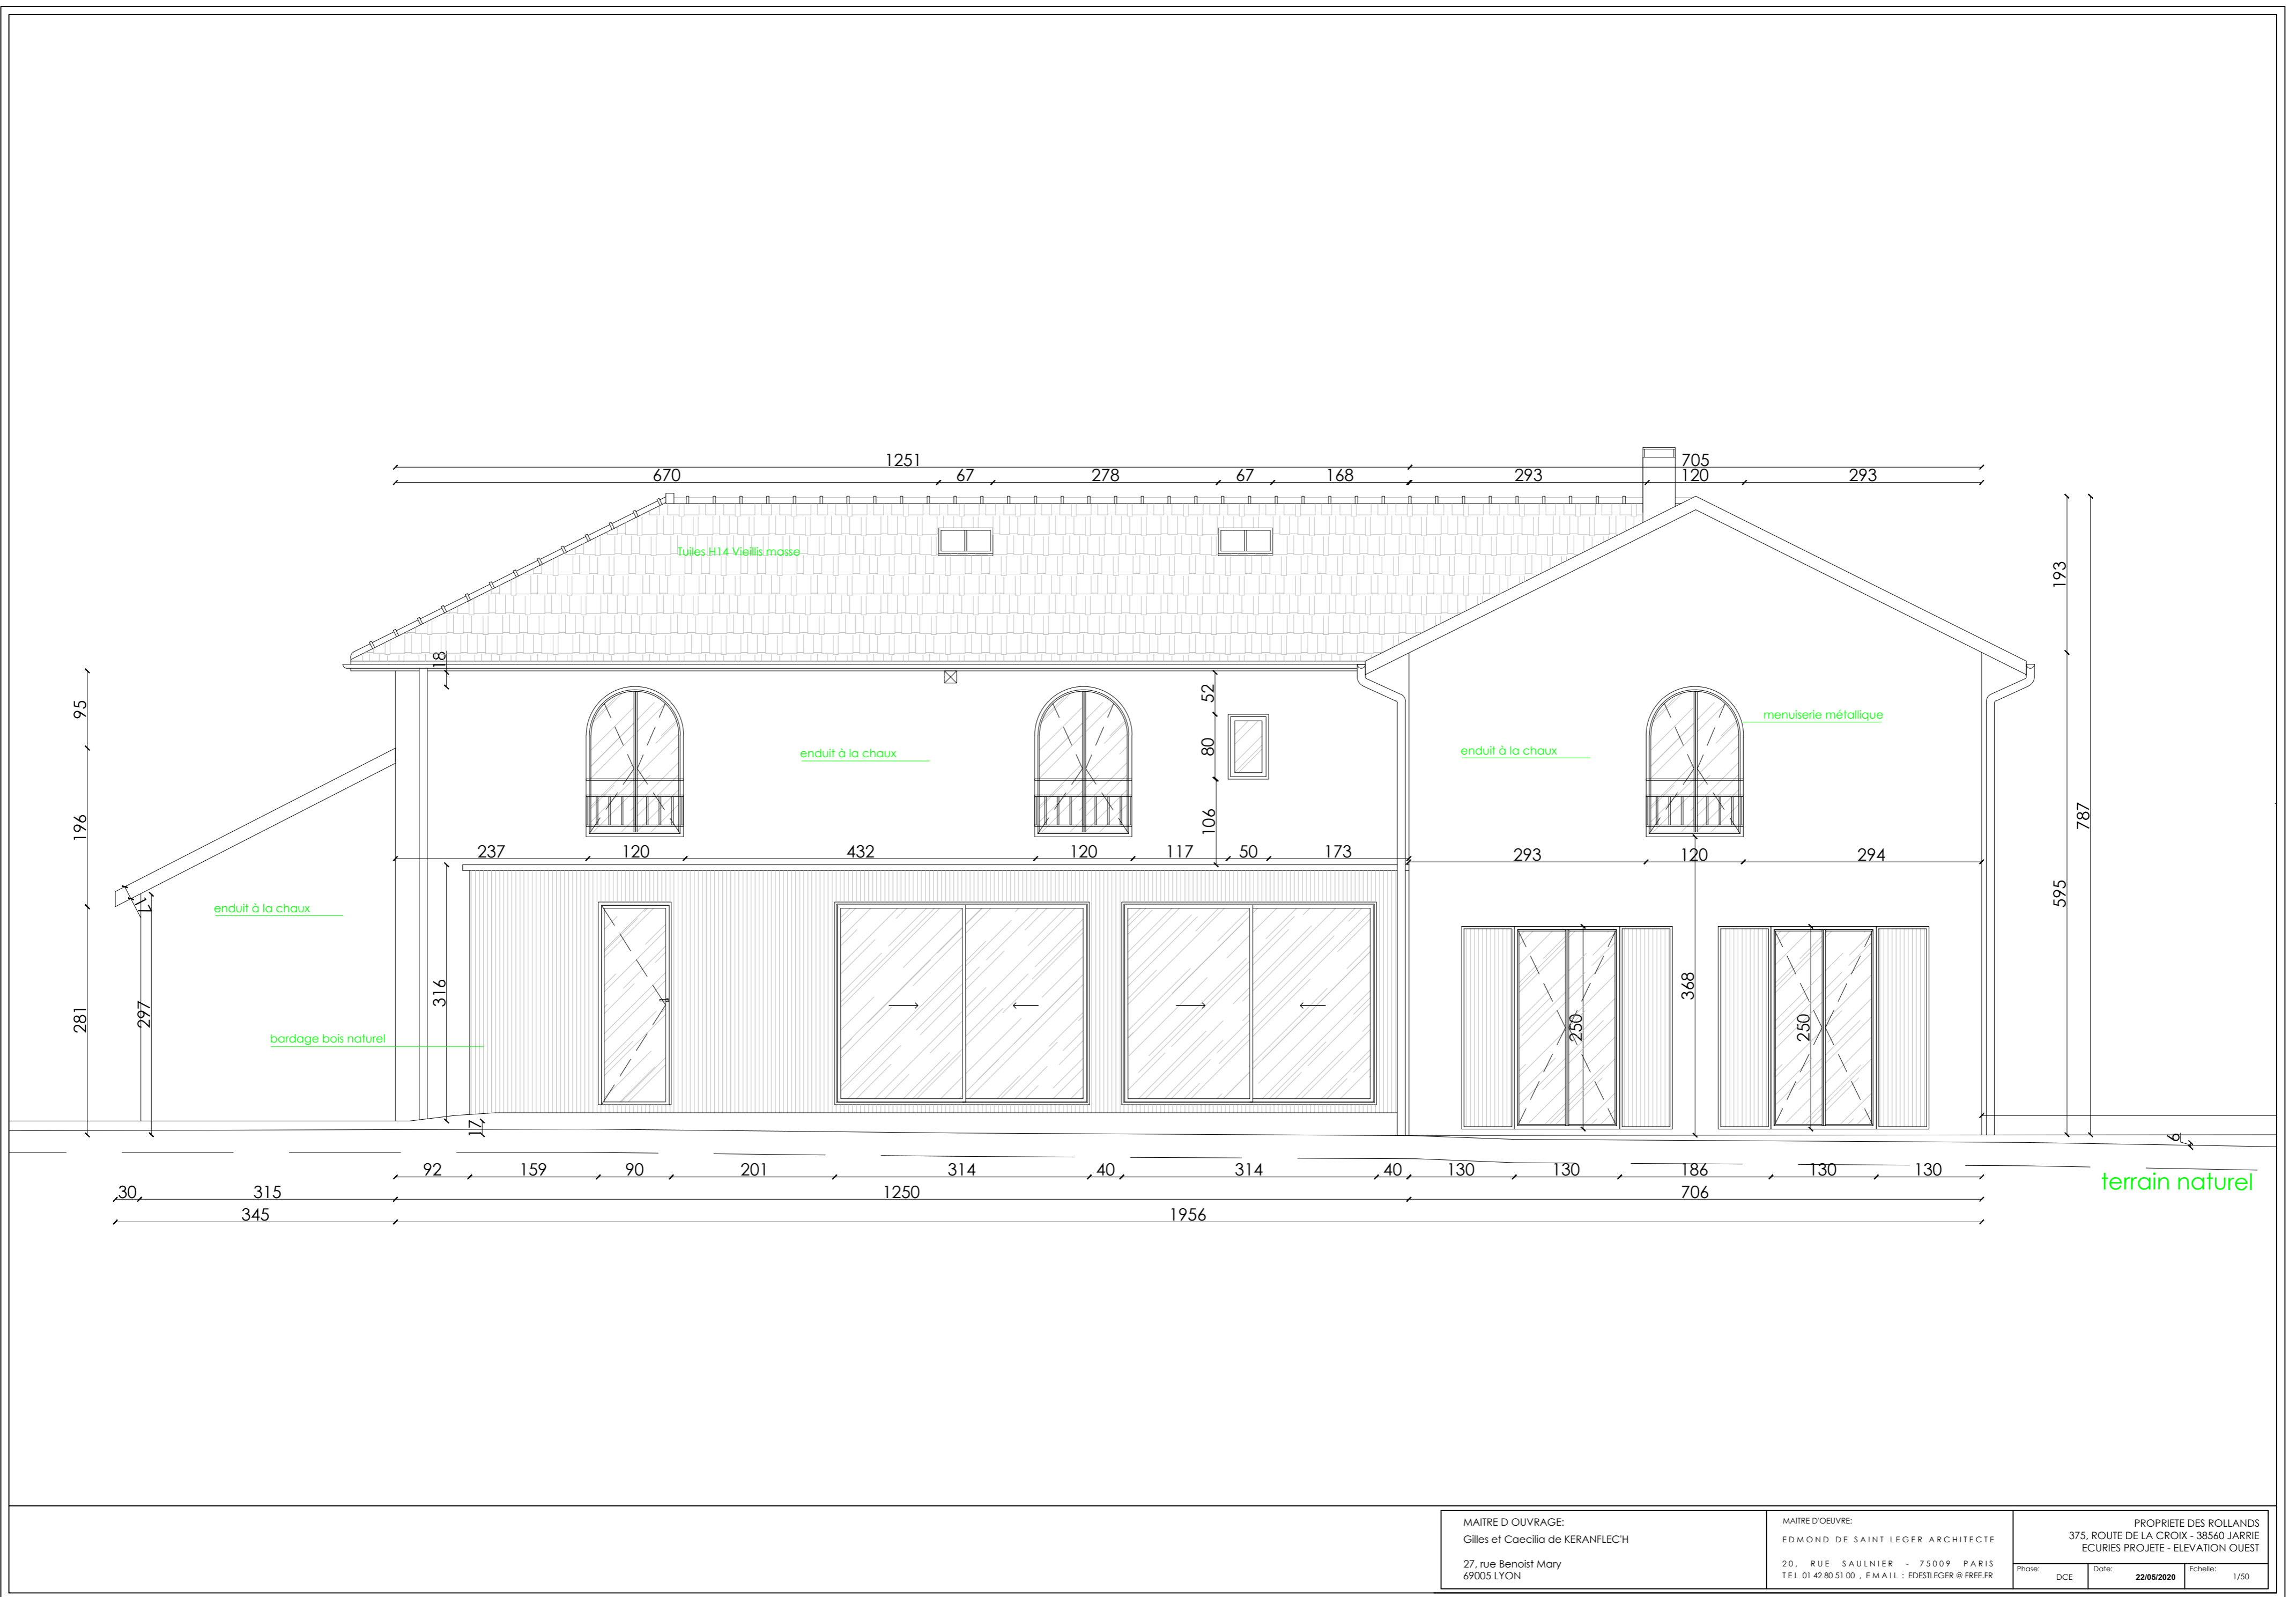 1251
705
670
67
278
67
168
293
120
293
Tuiles H14 Vieillis masse
193
18
95
52
menuiserie métallique
enduit à la chaux
80
enduit à la chaux
787
196
106
237
120
432
120
117
50
173
293
120
294
595
17
enduit à la chaux
316
368
281
297
250
250
bordage bois naturel
17
6
92
159
90
201
314
40
314
40
130
130
186
130
130
terrain naturel
30
315
1250
706
345
1956
MAITRE D OUVRAGE:
Gilles et Caecilia de KERANFLEC'H
27, rue Benoist Mary
69005 LYON
MAITRE D'OEUVRE:
EDMOND DE SAINT LEGER ARCHITECTE
20, RUE SAULNIER - 75009 PARIS
TEL 01 42 80 51 00 , EMAIL : EDESTLEGER @ FREE.FR
PROPRIETE DES ROLLANDS
375, ROUTE DE LA CROIX - 38560 JARRIE
ECURIES PROJETE - ELEVATION OUEST
Phase: DCE
Date: 22/05/2020
Echelle: 1/50